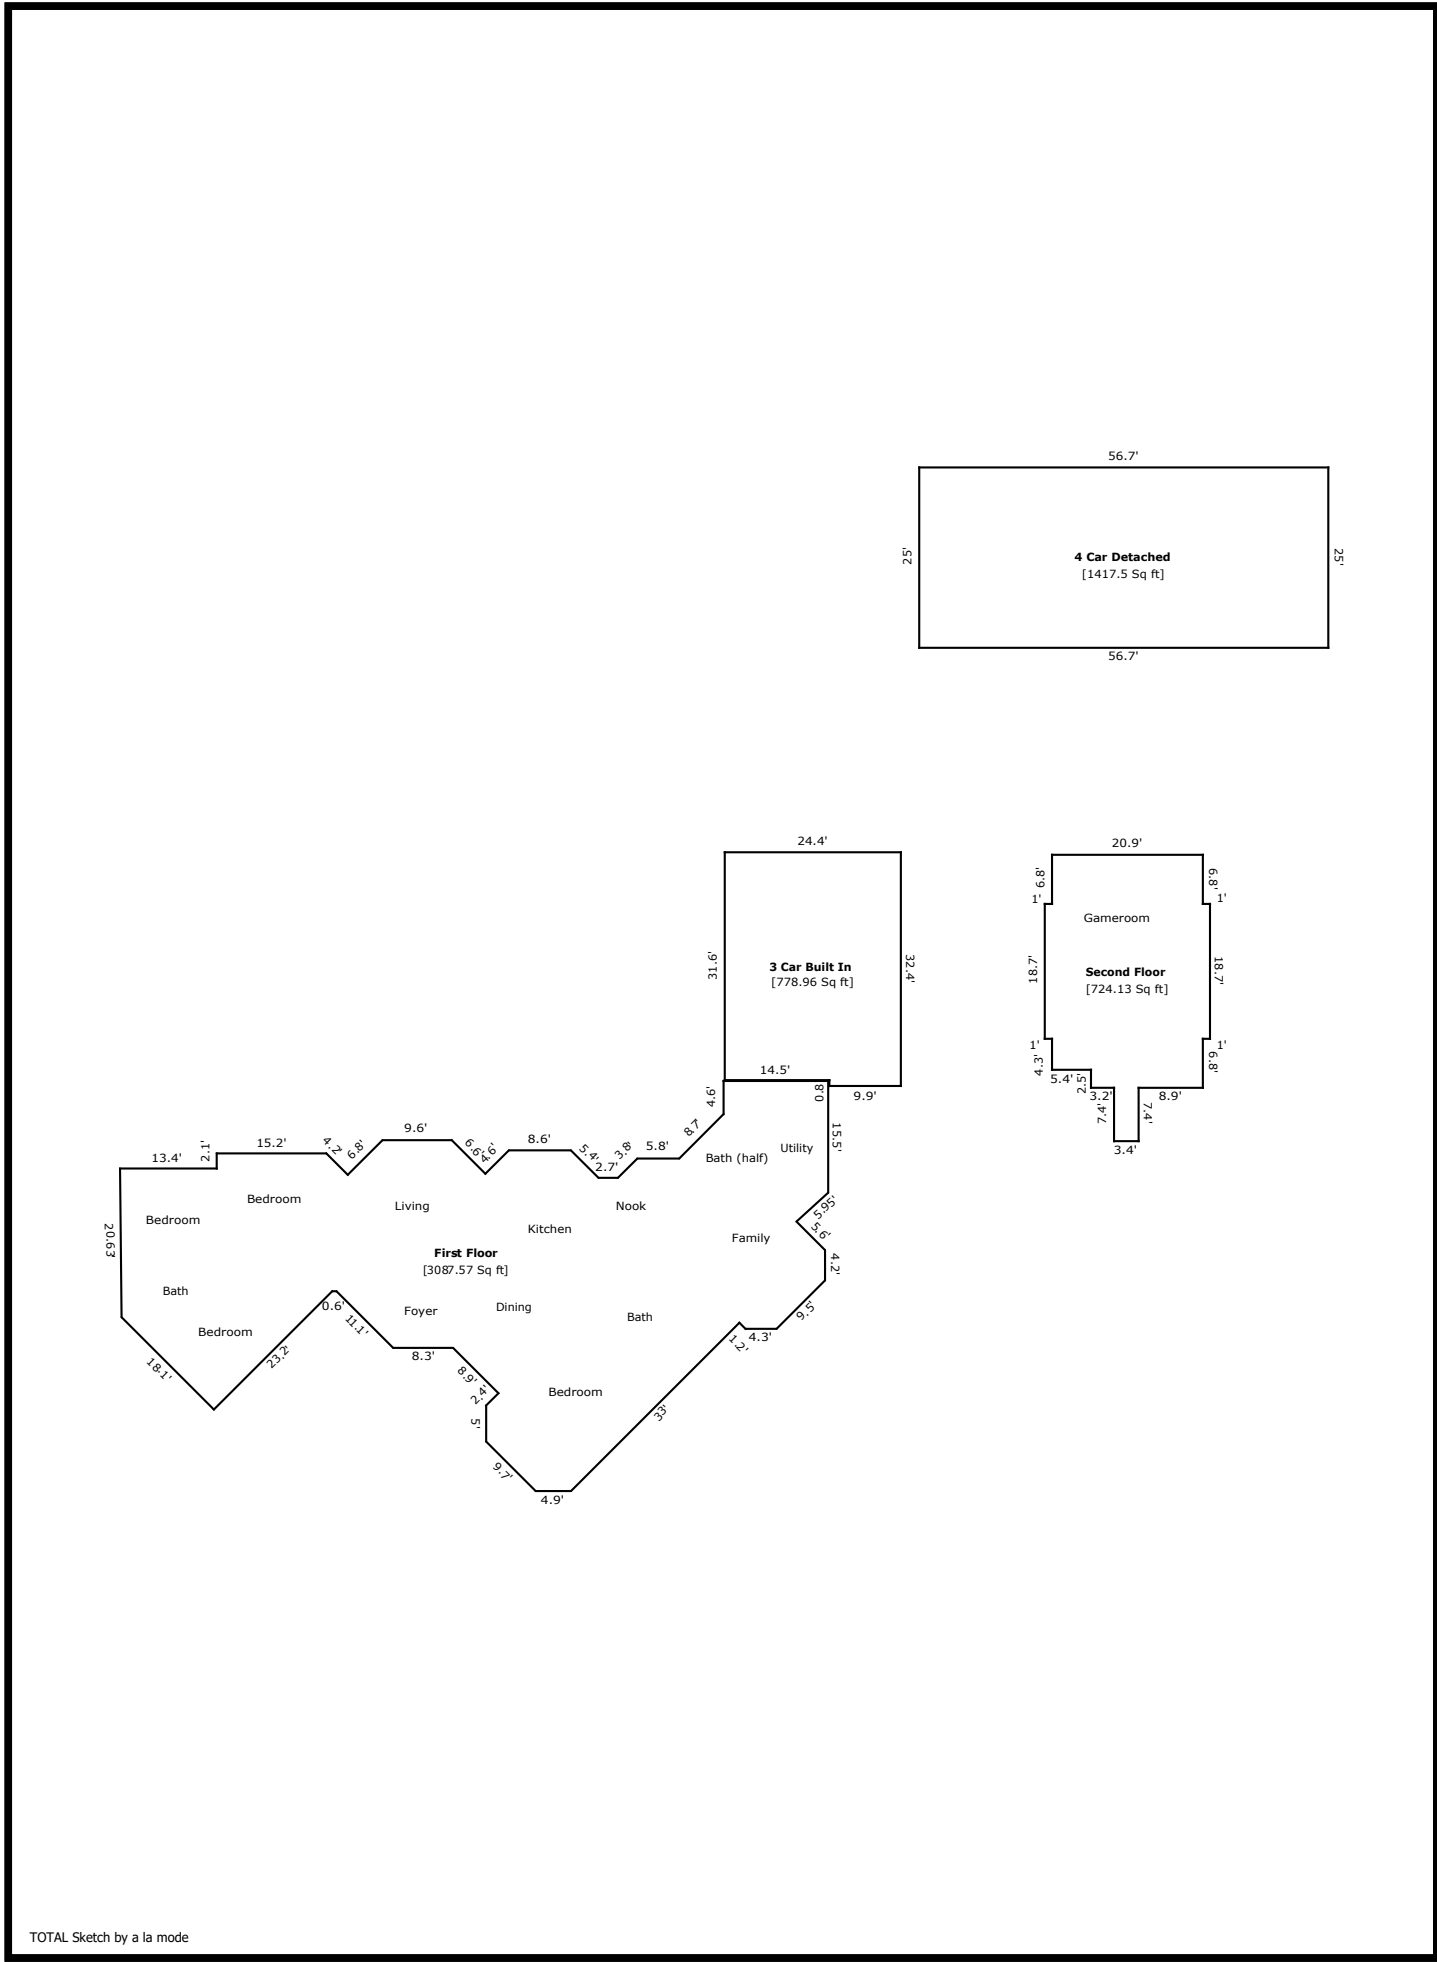 56.7'
25'
25'
4 Car Detached
[1417.5 Sq ft]
56.7'
24.4'
31.6'
32.4'
3 Car Built In
[778.96 Sq ft]
14.5'
0.8'
9.9'
20.9'
6.8'
6.8'
1'
1'
Gameroom
18.7'
18.7'
Second Floor
[724.13 Sq ft]
1'
1'
4.3'
6.8'
5.4'
2.5'
3.2'
8.9'
7.4'
7.4'
3.4'
4.6'
8.7'
15.5'
13.4'
2.1'
15.2'
4.2'
6.8'
9.6'
6.6'
4.6'
8.6'
5.4'
2.7'
3.8'
5.8'
Bath (half)
Utility
Bedroom
Bedroom
Living
Kitchen
Nook
Family
5.95'
5.6'
4.2'
20.63'
First Floor
[3087.57 Sq ft]
Bath
Bedroom
Foyer
Dining
Bath
0.6'
11.1'
8.3'
9.5'
4.3'
1.2'
18.1'
23.2'
8.9'
2.4'
Bedroom
5'
33'
9.7'
4.9'
TOTAL Sketch by a la mode